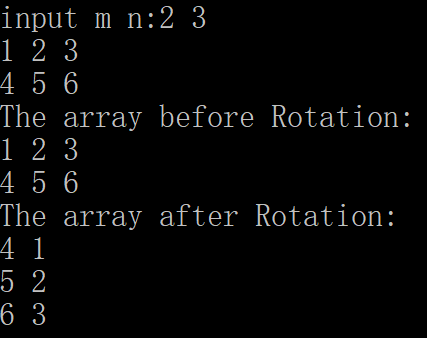 input m n:2 3
1 2 3
4 5 6
The array before Rotation:
1 2 3
4 5 6
The array after Rotation:
4 1
5 2
6 3